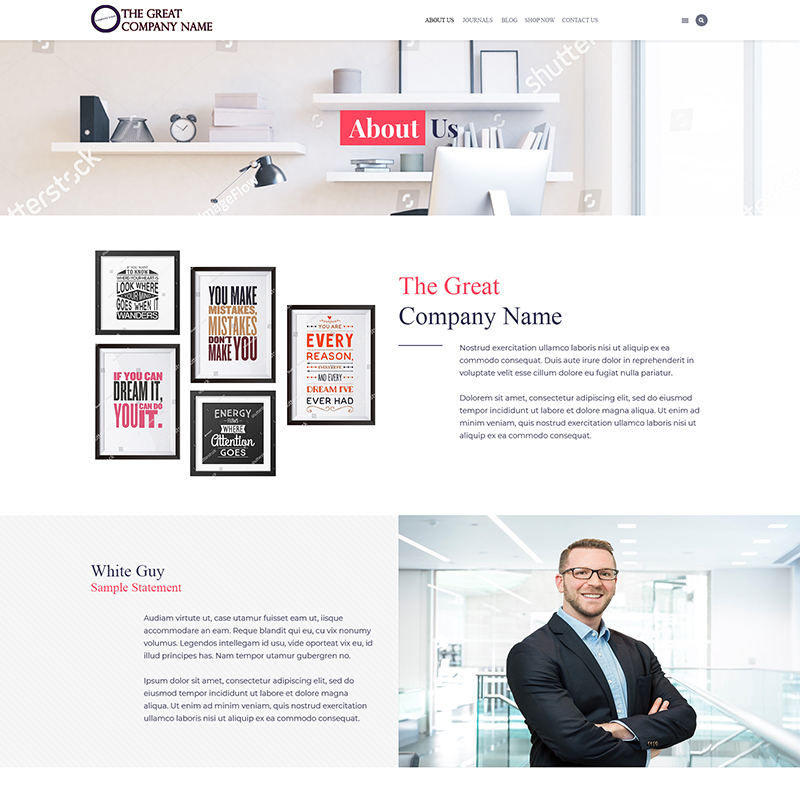 THE GREAT
COMPANY NAME
ABOUT US JOURNALS BLOG SHOP NOW CONTACT US
About Us
shutterstock
shutter
ImageFlow
IF YOU WANT
TO KNOW
WHERE YOUR HEART IS
LOOK WHERE
YOUR MIND
GOES WHEN IT
WANDERS
YOU MAKE
MISTAKES,
MISTAKES
DON'T
MAKE YOU
YOU ARE
EVERY
REASON,
EVERY HOPE
AND EVERY
DREAM I'VE
EVER HAD
IF YOU CAN
DREAM IT,
YOU CAN DO
IT.
ENERGY
FLOWS
WHERE
Attention
GOES
The Great
Company Name
Nostrud exercitation ullamco laboris nisi ut aliquip ex ea
commodo consequat. Duis aute irure dolor in reprehenderit in
voluptate velit esse cillum dolore eu fugiat nulla pariatur.
Dolorem sit amet, consectetur adipiscing elit, sed do eiusmod
tempor incididunt ut labore et dolore magna aliqua. Ut enim ad
minim veniam, quis nostrud exercitation ullamco laboris nisi ut
aliquip ex ea commodo consequat.
White Guy
Sample Statement
Audiam virtute ut, case utamur fuisset eam ut, iisque
accommodare an eam. Reque blandit qui eu, cu vix nonumy
volumus. Legendos intellegam id usu, vide oporteat vix eu, id
illud principes has. Nam tempor utamur gubergren no.
Ipsum dolor sit amet, consectetur adipiscing elit, sed do
eiusmod tempor incididunt ut labore et dolore magna
aliqua. Ut enim ad minim veniam, quis nostrud exercitation
ullamco laboris nisi ut aliquip ex ea commodo consequat.